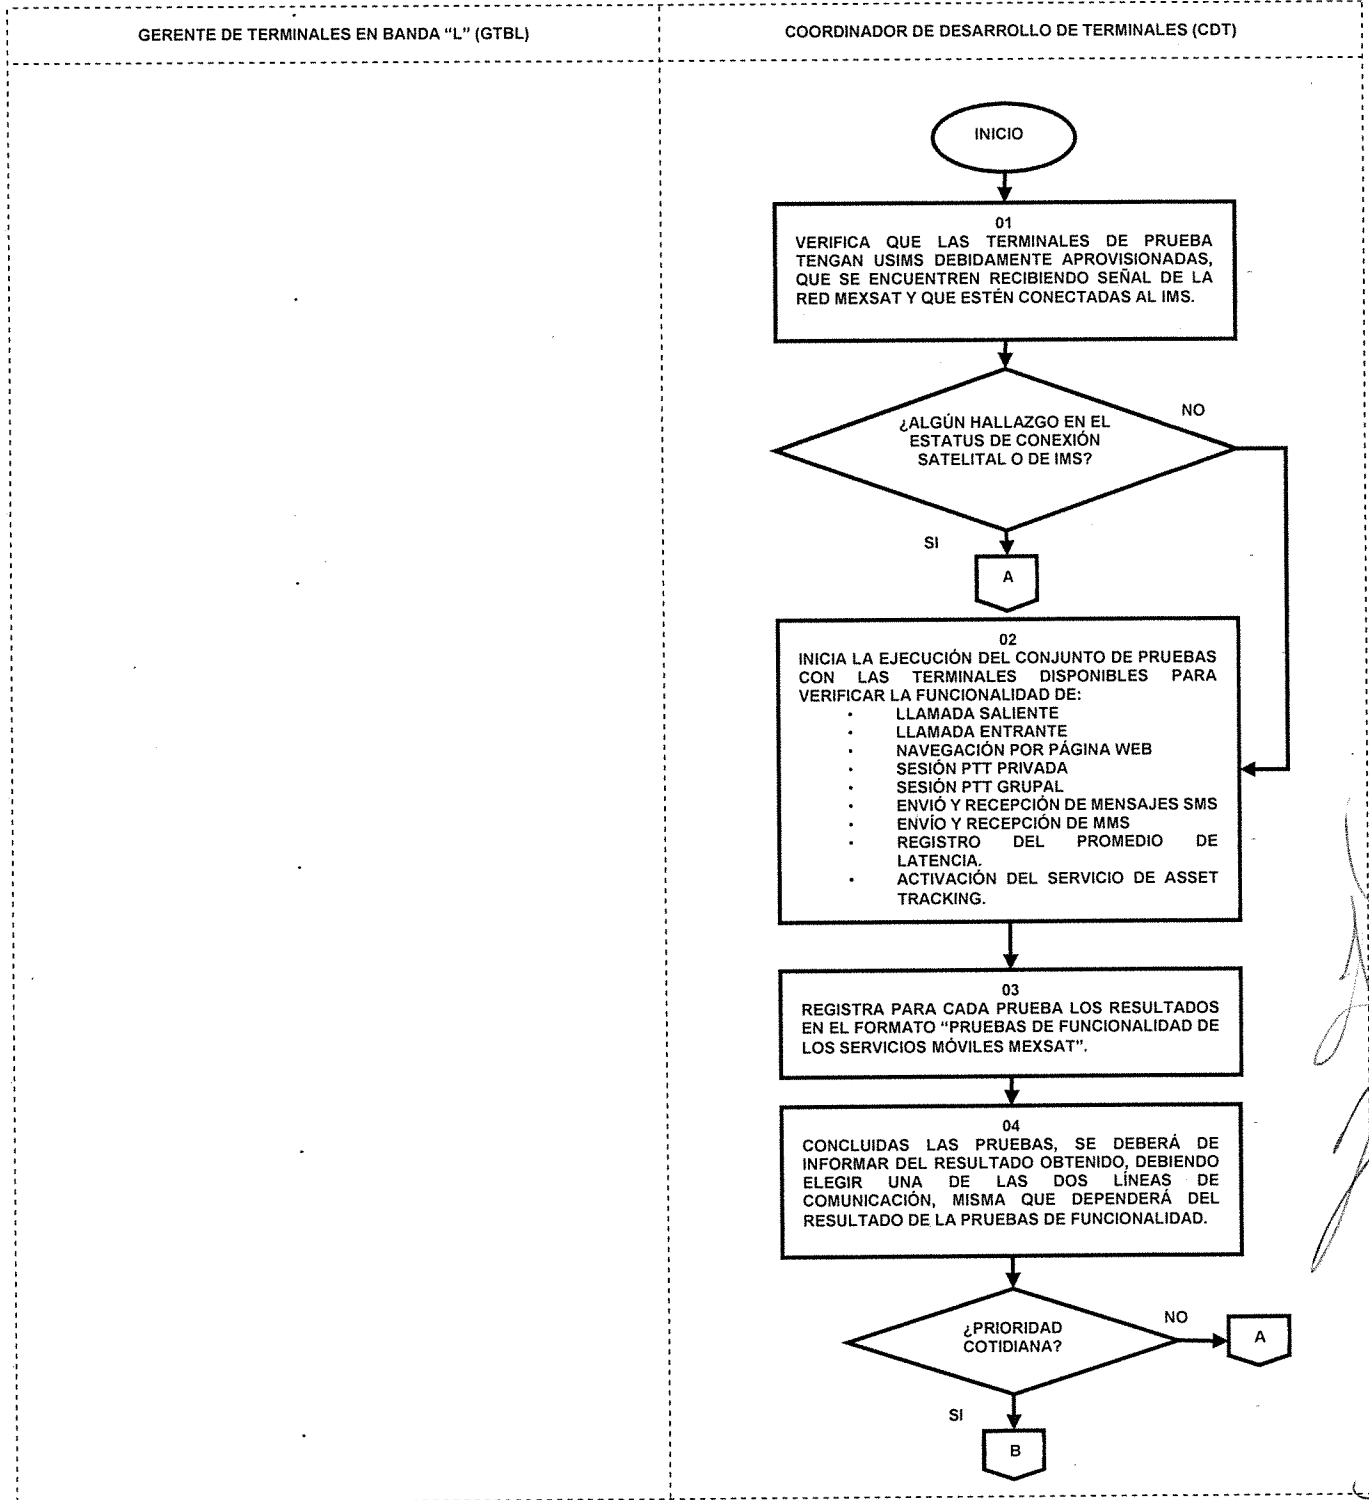 GERENTE DE TERMINALES EN BANDA “L” (GTBL)
COORDINADOR DE DESARROLLO DE TERMINALES (CDT)
INICIO
01
VERIFICA QUE LAS TERMINALES DE PRUEBA
TENGAN USIMS DEBIDAMENTE APROVISIONADAS,
QUE SE ENCUENTREN RECIBIENDO SEÑAL DE LA
RED MEXSAT Y QUE ESTÉN CONECTADAS AL IMS.
¿ALGÚN HALLAZGO EN EL
ESTATUS DE CONEXIÓN
SATELITAL O DE IMS?
NO
SI
A
02
INICIA LA EJECUCIÓN DEL CONJUNTO DE PRUEBAS
CON LAS TERMINALES DISPONIBLES PARA
VERIFICAR LA FUNCIONALIDAD DE:
· LLAMADA SALIENTE
· LLAMADA ENTRANTE
· NAVEGACIÓN POR PÁGINA WEB
· SESIÓN PTT PRIVADA
· SESIÓN PTT GRUPAL
· ENVIÓ Y RECEPCIÓN DE MENSAJES SMS
· ENVÍO Y RECEPCIÓN DE MMS
· REGISTRO DEL PROMEDIO DE
LATENCIA.
· ACTIVACIÓN DEL SERVICIO DE ASSET
TRACKING.
03
REGISTRA PARA CADA PRUEBA LOS RESULTADOS
EN EL FORMATO “PRUEBAS DE FUNCIONALIDAD DE
LOS SERVICIOS MÓVILES MEXSAT”.
04
CONCLUIDAS LAS PRUEBAS, SE DEBERÁ DE
INFORMAR DEL RESULTADO OBTENIDO, DEBIENDO
ELEGIR UNA DE LAS DOS LÍNEAS DE
COMUNICACIÓN, MISMA QUE DEPENDERÁ DEL
RESULTADO DE LA PRUEBAS DE FUNCIONALIDAD.
¿PRIORIDAD
COTIDIANA?
NO
A
SI
B